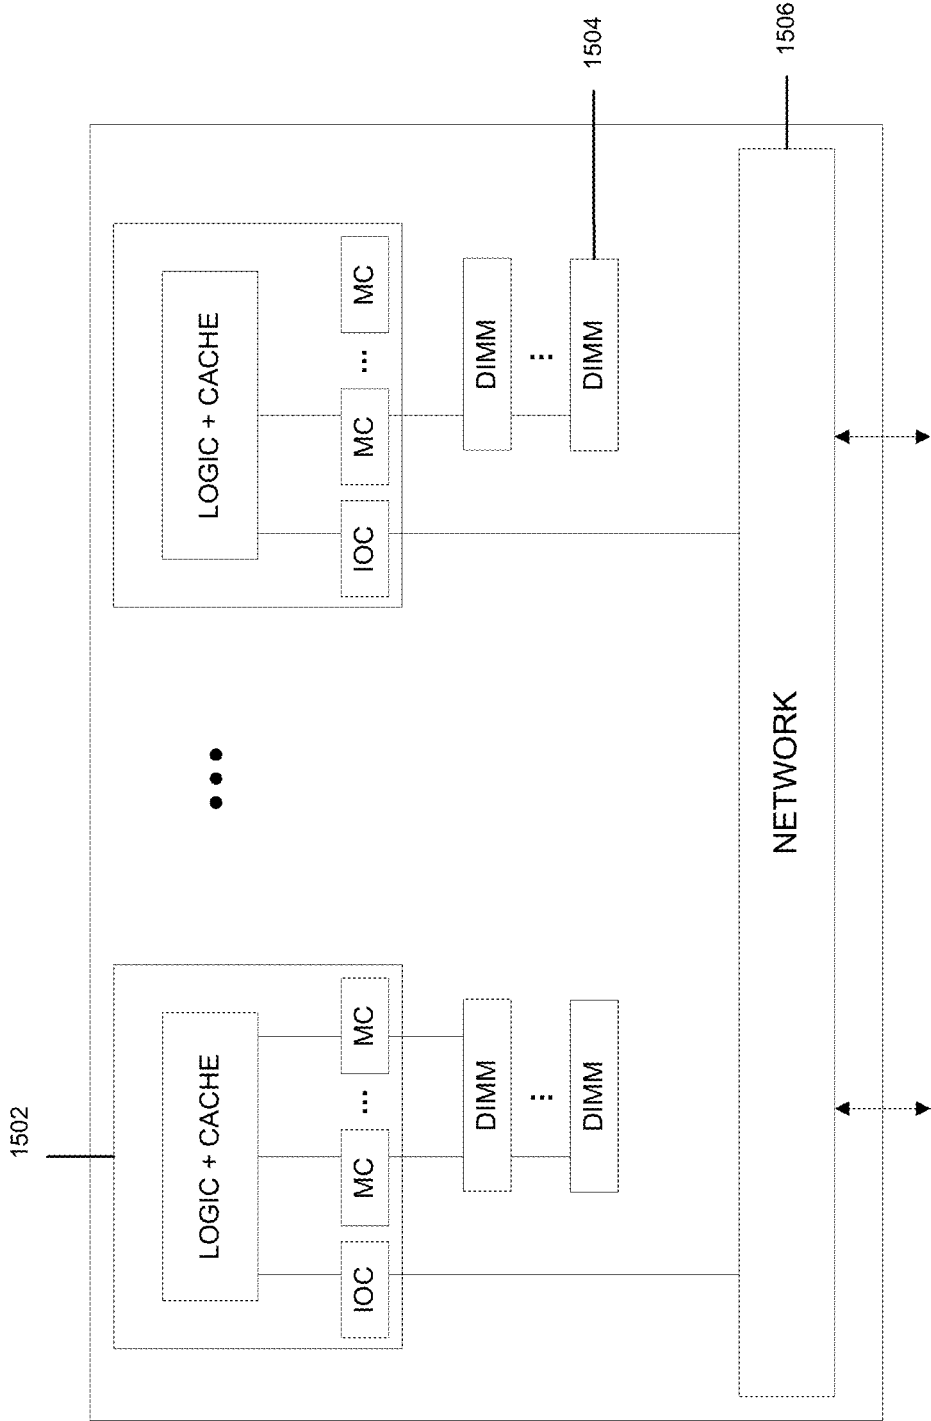 1502
LOGIC + CACHE
LOGIC + CACHE
IOC
MC
...
MC
IOC
MC
...
MC
DIMM
DIMM
...
...
DIMM
DIMM
1504
NETWORK
1506